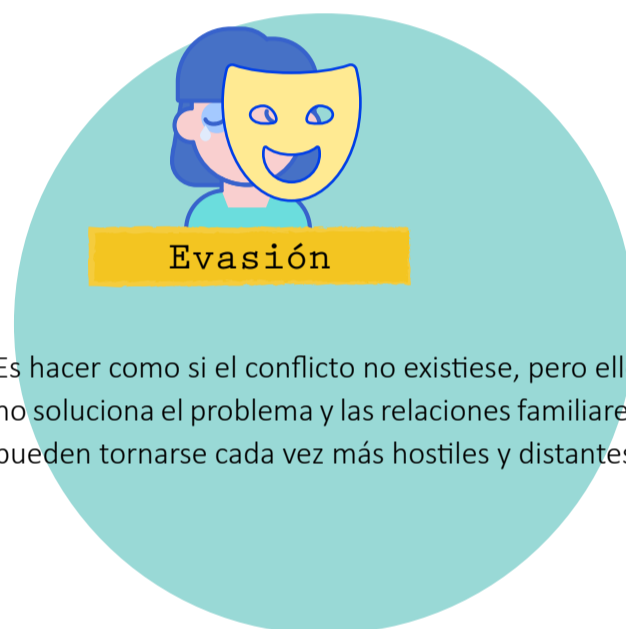 Evasión
Es hacer como si el conflicto no existiese, pero ell
no soluciona el problema y las relaciones familiare
pueden tornarse cada vez más hostiles y distantes